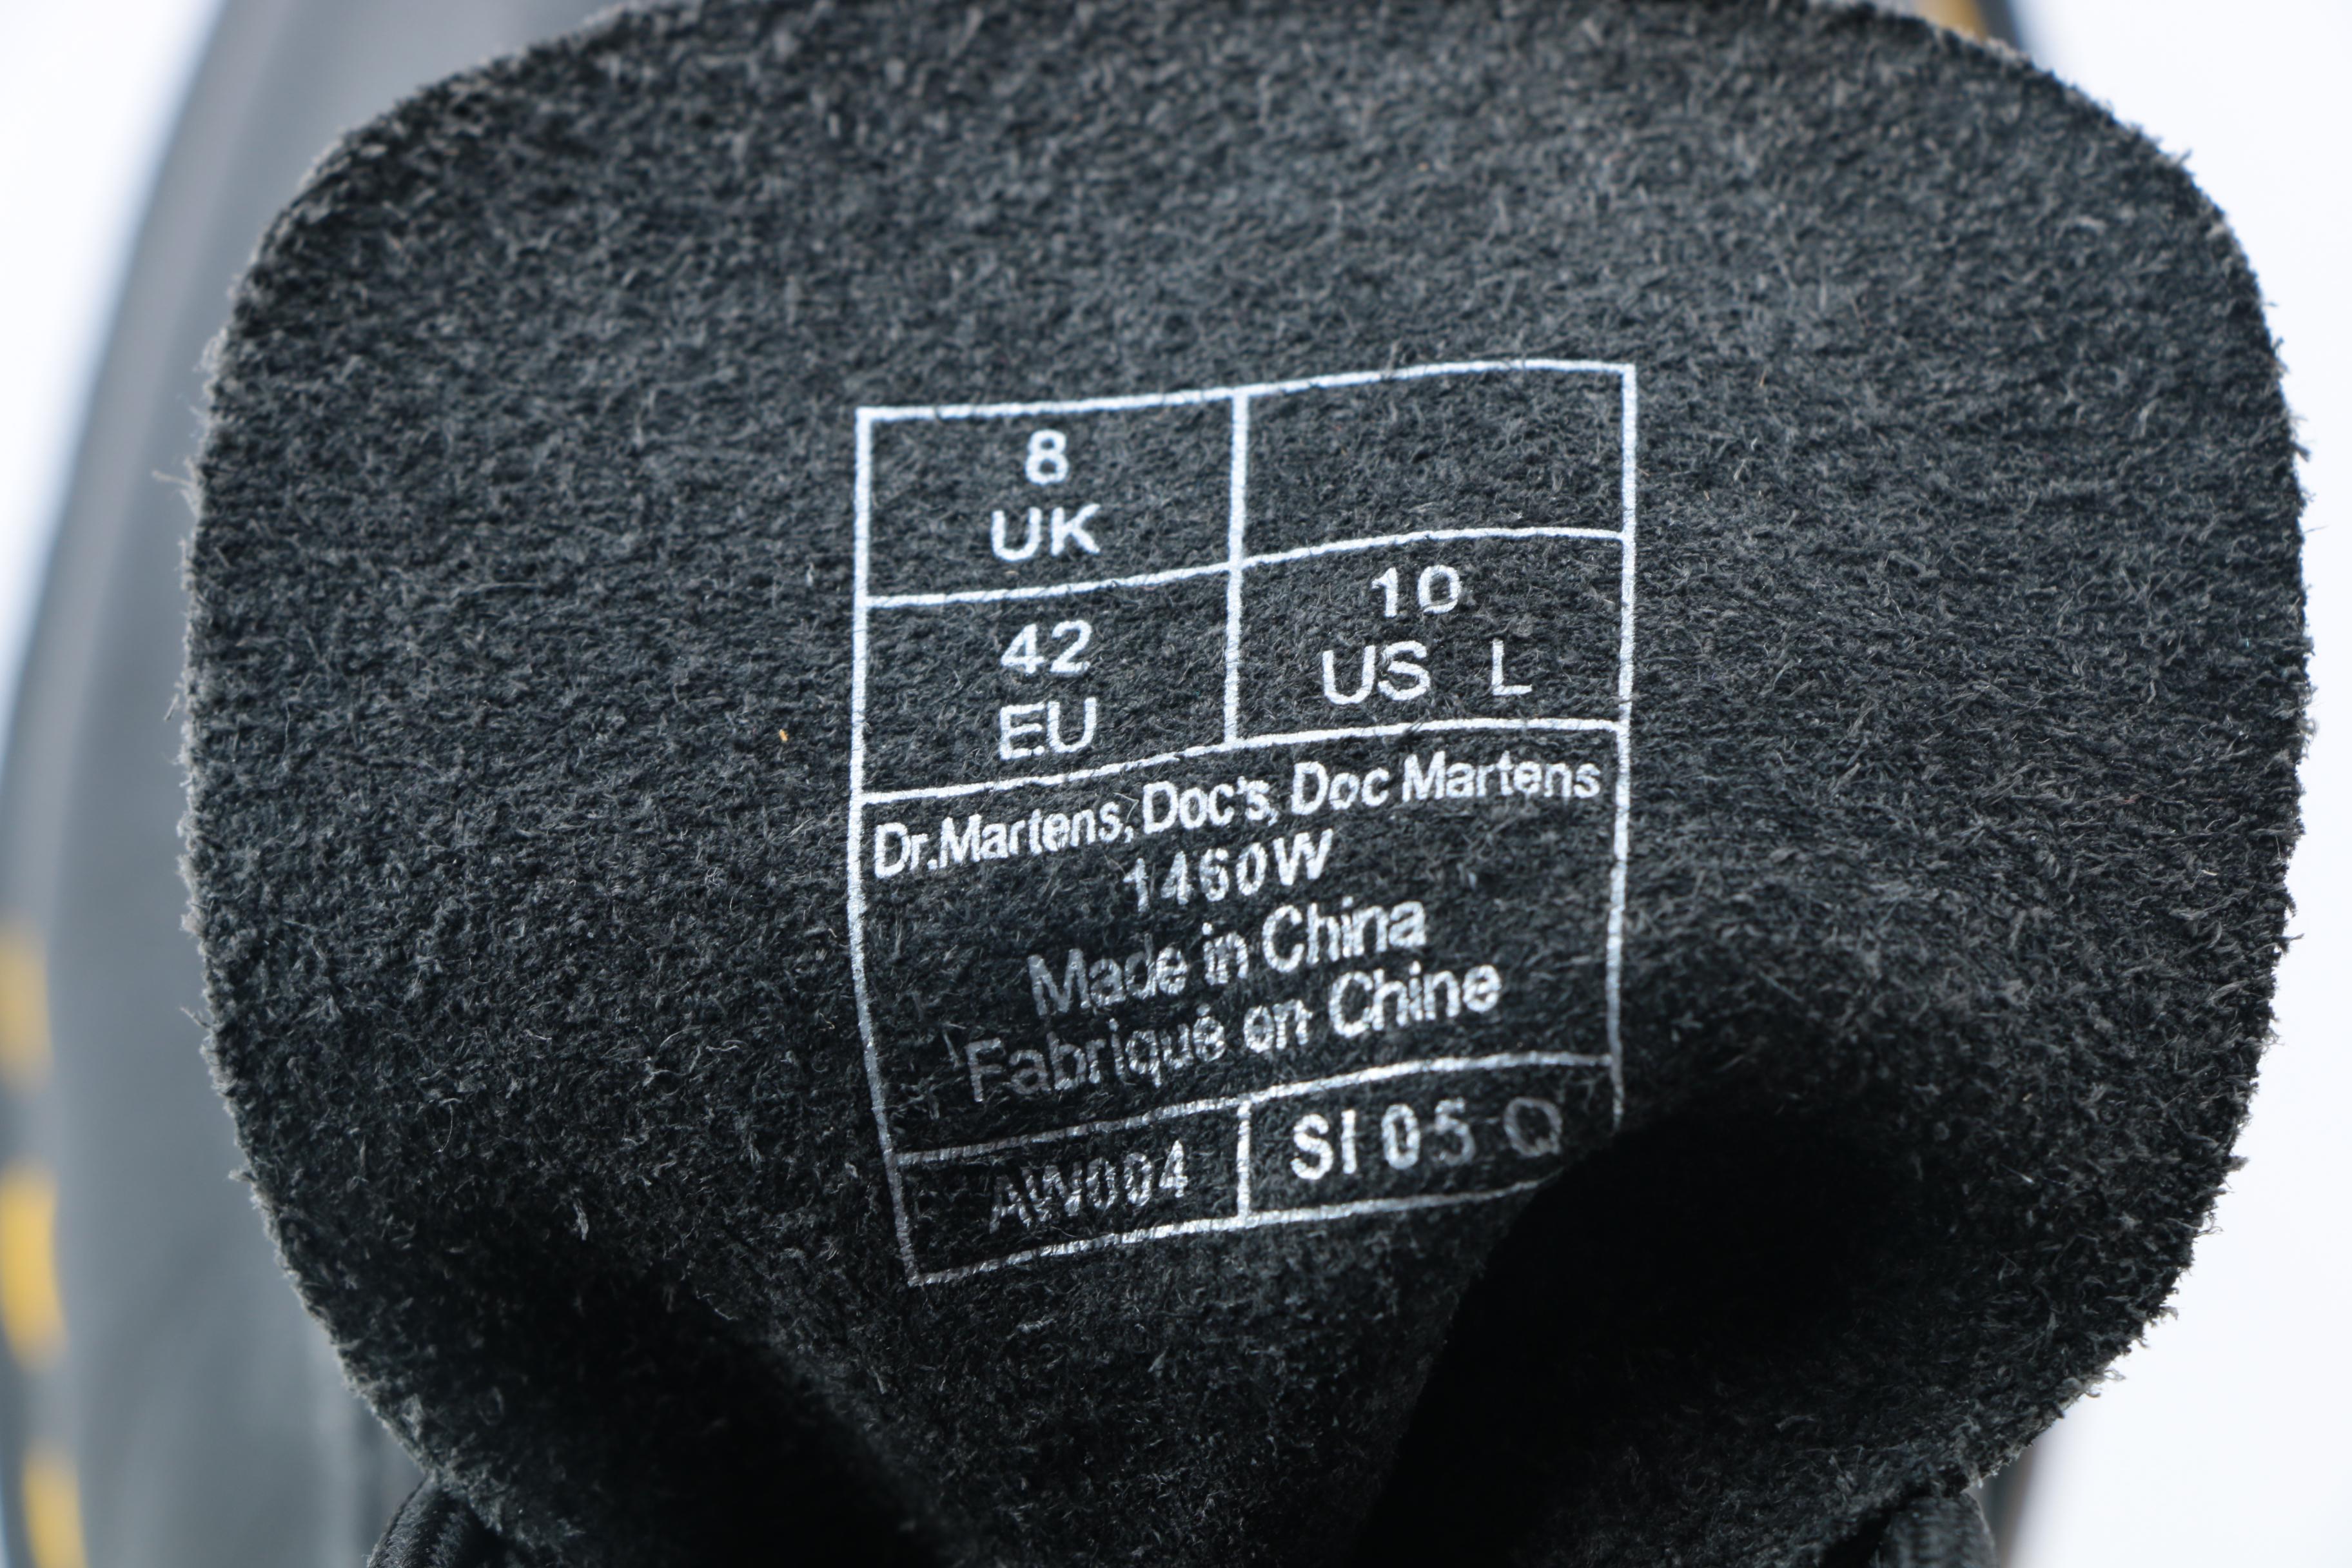 8
UK
10
US L
42
EU
Dr.Martens, Doc's, Doc Martens
1460W
Made in China
Fabriqué en Chine
AW004
SI 05 Q